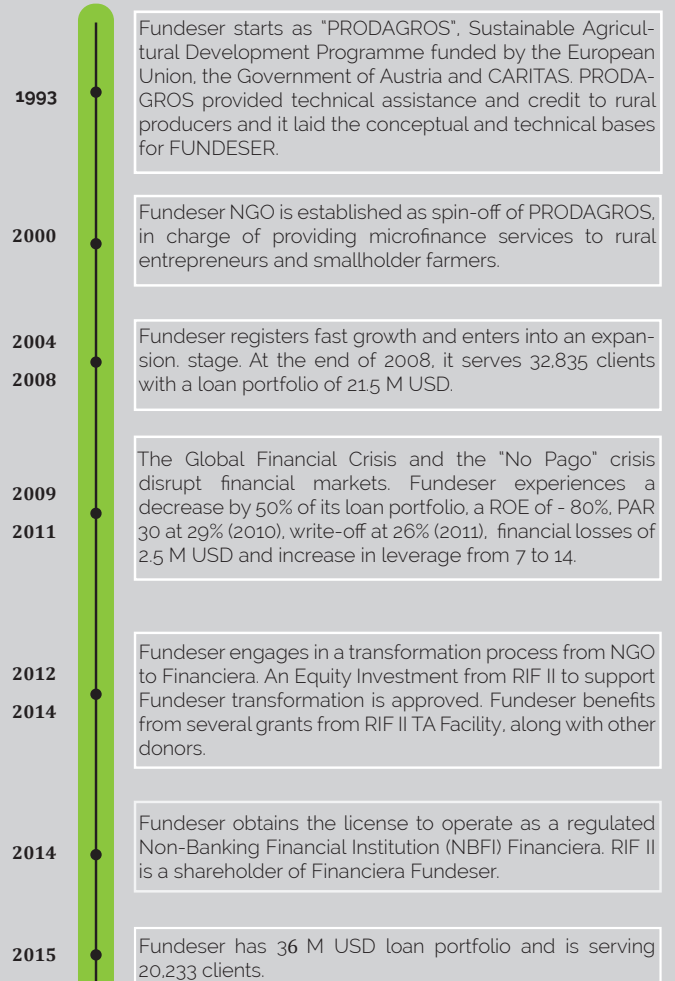 1993
Fundeser starts as "PRODAGROS", Sustainable Agricul-
tural Development Programme funded by the European
Union, the Government of Austria and CARITAS. PRODA-
GROS provided technical assistance and credit to rural
producers and it laid the conceptual and technical bases
for FUNDESER.
2000
Fundeser NGO is established as spin-off of PRODAGROS,
in charge of providing microfinance services to rural
entrepreneurs and smallholder farmers.
2004
2008
Fundeser registers fast growth and enters into an expan-
sion. stage. At the end of 2008, it serves 32,835 clients
with a loan portfolio of 21.5 M USD.
2009
2011
The Global Financial Crisis and the "No Pago" crisis
disrupt financial markets. Fundeser experiences a
decrease by 50% of its loan portfolio, a ROE of - 80%, PAR
30 at 29% (2010), write-off at 26% (2011), financial losses of
2.5 M USD and increase in leverage from 7 to 14.
2012
2014
Fundeser engages in a transformation process from NGO
to Financiera. An Equity Investment from RIF II to support
Fundeser transformation is approved. Fundeser benefits
from several grants from RIF II TA Facility, along with other
donors.
2014
Fundeser obtains the license to operate as a regulated
Non-Banking Financial Institution (NBFI) Financiera. RIF II
is a shareholder of Financiera Fundeser.
2015
Fundeser has 36 M USD loan portfolio and is serving
20,233 clients.